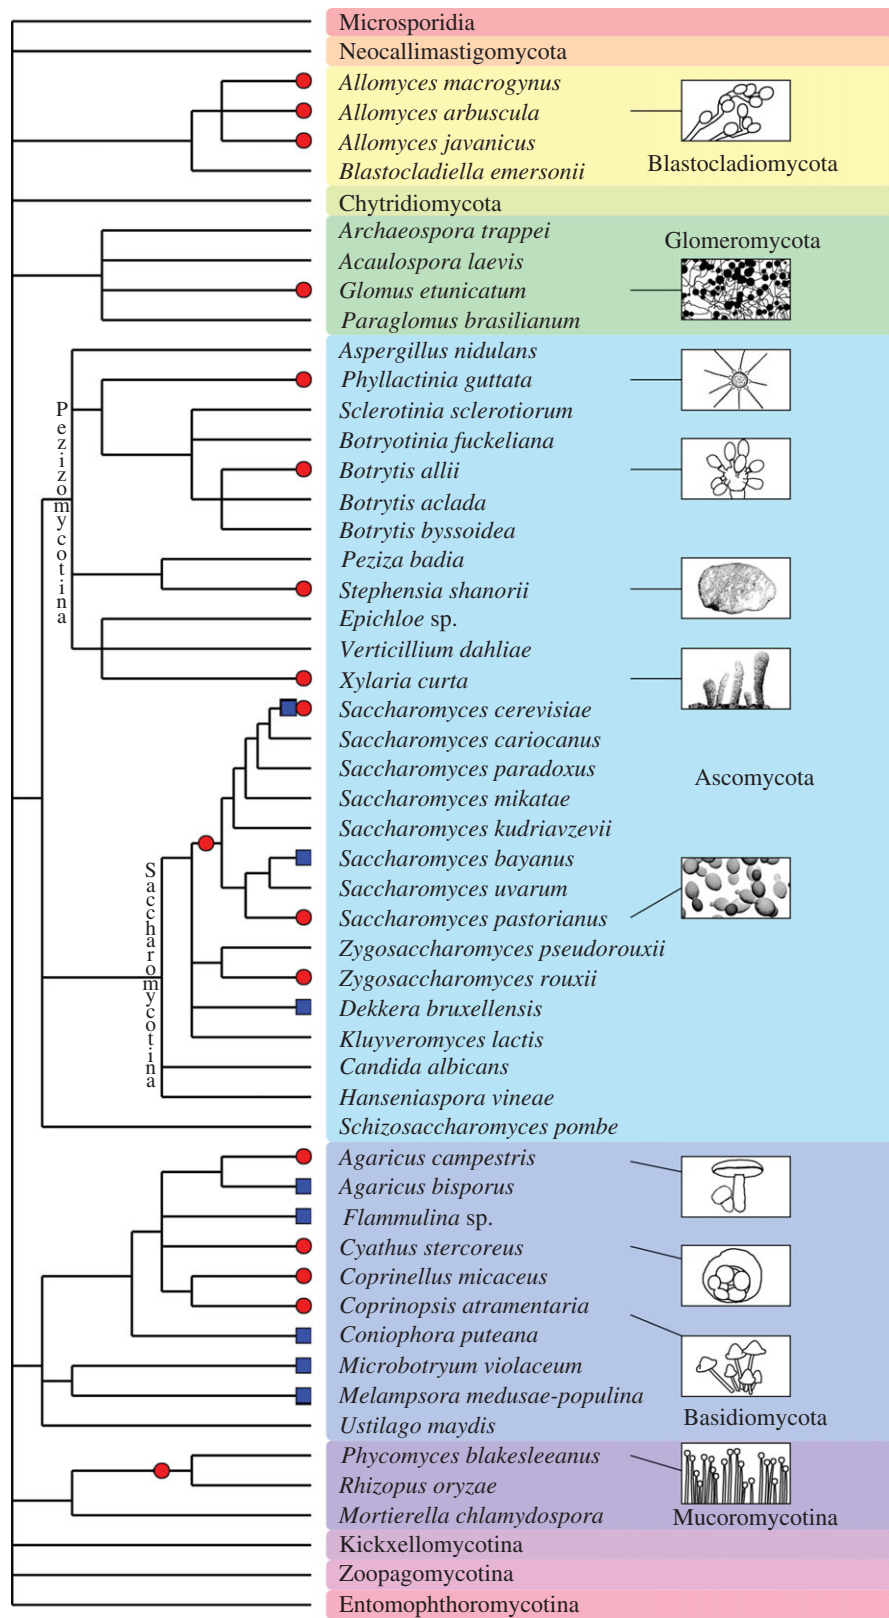 Microsporidia
Neocallimastigomycota
Allomyces macrogynus
Allomyces arbuscula
Allomyces javanicus
Blastocladiella emersonii
Blastocladiomycota
Chytridiomycota
Archaeospora trappei
Glomeromycota
Acaulospora laevis
Glomus etunicatum
Paraglomus brasilianum
Pezizomycotina
Aspergillus nidulans
Phyllactinia guttata
Sclerotinia sclerotiorum
Botryotinia fuckeliana
Botrytis allii
Botrytis aclada
Botrytis byssoidea
Peziza badia
Stephensia shanorii
Epichloe sp.
Verticillium dahliae
Xylaria curta
Saccharomyces cerevisiae
Saccharomyces cariocanus
Saccharomyces paradoxus
Ascomycota
Saccharomyces mikatae
Saccharomyces kudriavzevii
Saccharomycotina
Saccharomyces bayanus
Saccharomyces uvarum
Saccharomyces pastorianus
Zygosaccharomyces pseudorouxii
Zygosaccharomyces rouxii
Dekkera bruxellensis
Kluyveromyces lactis
Candida albicans
Hanseniaspora vineae
Schizosaccharomyces pombe
Agaricus campestris
Agaricus bisporus
Flammulina sp.
Cyathus stercoreus
Coprinellus micaceus
Coprinopsis atramentaria
Coniophora puteana
Microbotryum violaceum
Melampsora medusae-populina
Basidiomycota
Ustilago maydis
Phycomyces blakesleeanus
Rhizopus oryzae
Mortierella chlamydospora
Mucoromycotina
Kickxellomycotina
Zoopagomycotina
Entomophthoromycotina